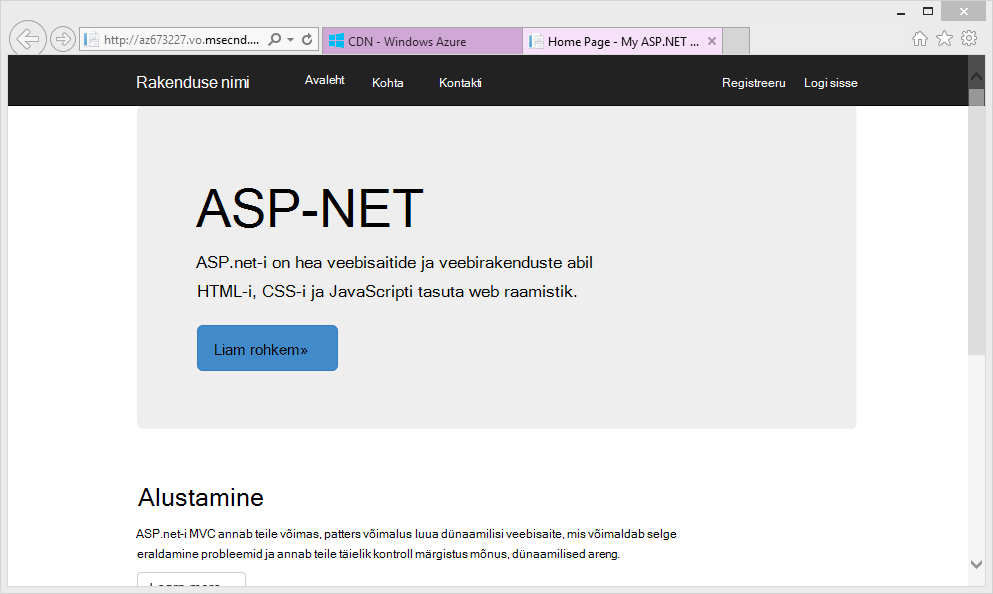 http://az673227.vo.msecnd....
CDN - Windows Azure
Home Page - My ASP.NET ...
Rakenduse nimi
Avaleht
Kohta
Kontakti
Registreeru
Logi sisse
ASP-NET
ASP.net-i on hea veebisaitide ja veebirakenduste abil
HTML-i, CSS-i ja JavaScripti tasuta web raamistik.
Liam rohkem»
Alustamine
ASP.net-i MVC annab teile võimas, patters võimalus luua dünaamilisi veebisaite, mis võimaldab selge
eraldamine probleemid ja annab teile täielik kontroll märgistus mõnus, dünaamilised areng.
Learn more